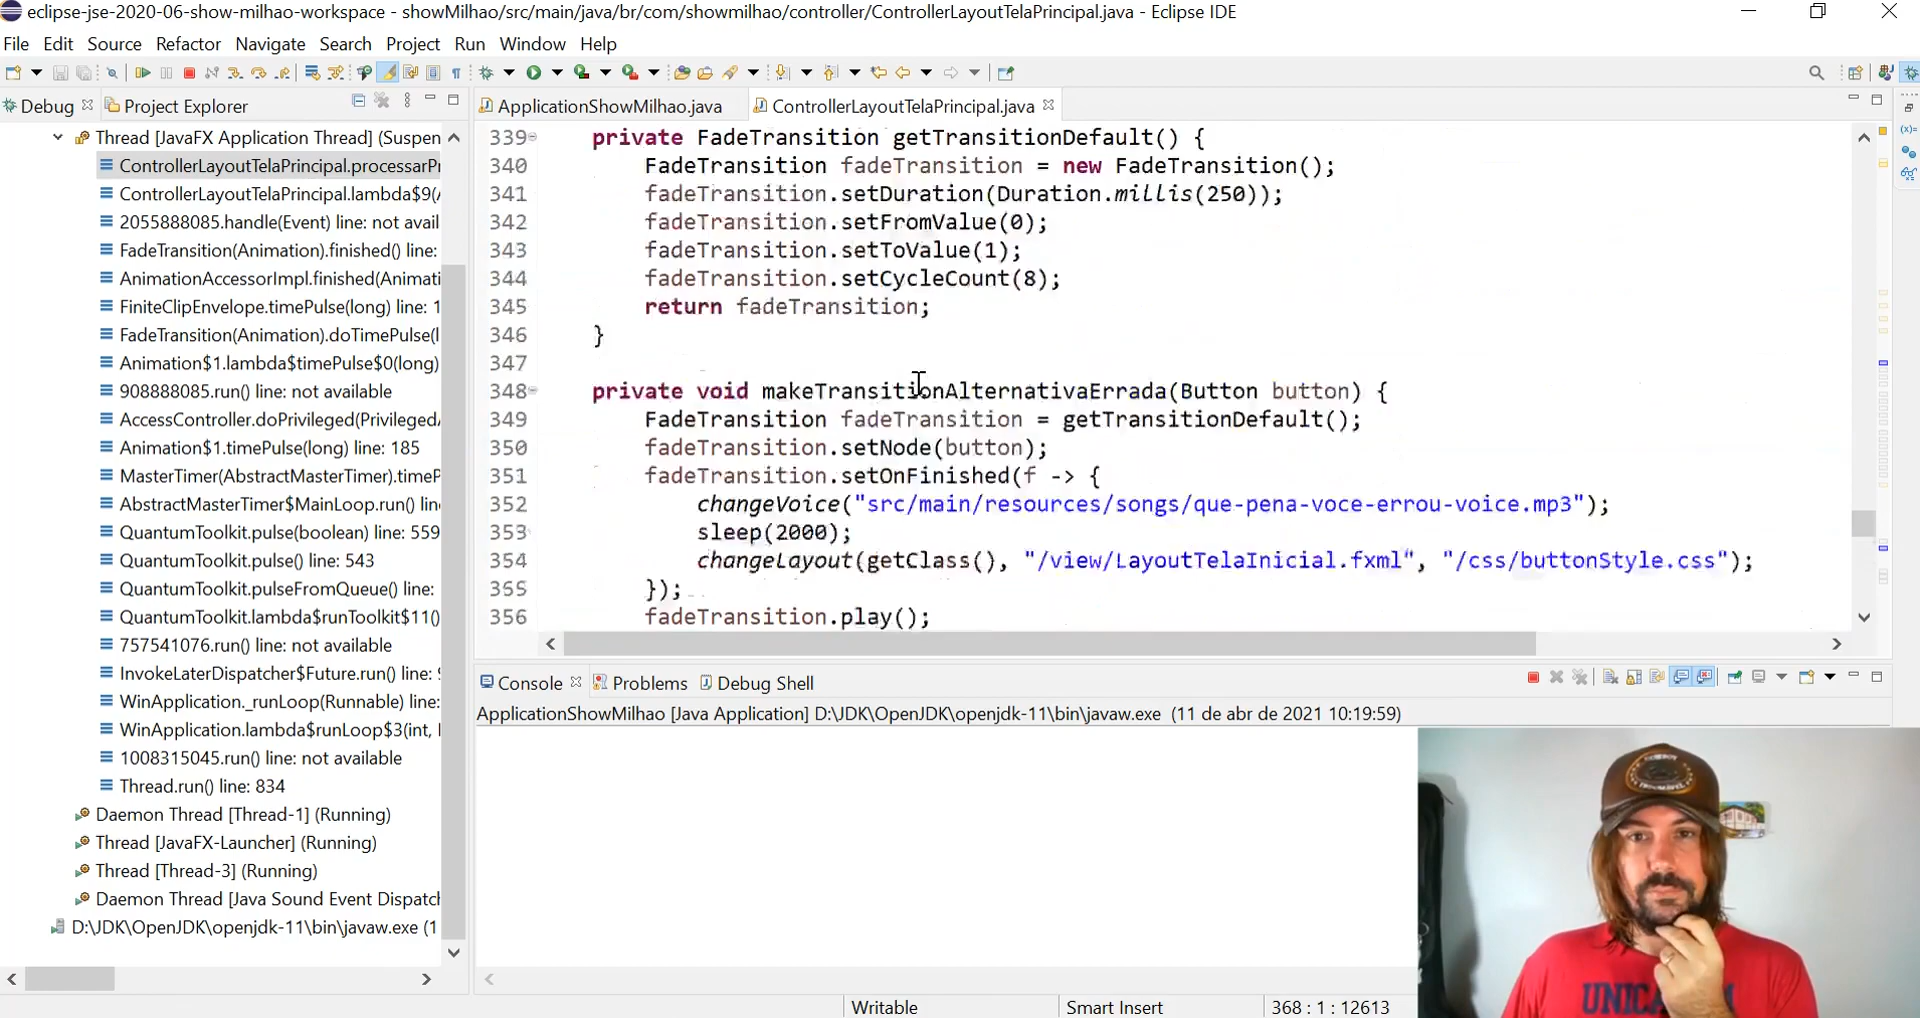 eclipse-jse-2020-06-show-milhao-workspace - showMilhao/src/main/java/br/com/showmilhao/controller/ControllerLayoutTelaPrincipal.java - Eclipse IDE
File Edit Source Refactor Navigate Search Project Run Window Help
Debug Project Explorer
Thread [JavaFX Application Thread] (Suspen
ControllerLayoutTelaPrincipal.processarPr
ControllerLayoutTelaPrincipal.lambda$9(A
2055888085.handle(Event) line: not avail
FadeTransition(Animation).finished() line:
AnimationAccessorImpl.finished(Animati
FiniteClipEnvelope.timePulse(long) line: 1
FadeTransition(Animation).doTimePulse(l
Animation$1.lambda$timePulse$0(long)
908888085.run() line: not available
AccessController.doPrivileged(PrivilegedA
Animation$1.timePulse(long) line: 185
MasterTimer(AbstractMasterTimer).timeP
AbstractMasterTimer$MainLoop.run() line
QuantumToolkit.pulse(boolean) line: 559
QuantumToolkit.pulse() line: 543
QuantumToolkit.pulseFromQueue() line:
QuantumToolkit.lambda$runToolkit$11()
757541076.run() line: not available
InvokeLaterDispatcher$Future.run() line: 9
WinApplication._runLoop(Runnable) line:
WinApplication.lambda$runLoop$3(int, l
1008315045.run() line: not available
Thread.run() line: 834
Daemon Thread [Thread-1] (Running)
Thread [JavaFX-Launcher] (Running)
Thread [Thread-3] (Running)
Daemon Thread [Java Sound Event Dispatc
D:\JDK\OpenJDK\openjdk-11\bin\javaw.exe (1
ApplicationShowMilhao.java ControllerLayoutTelaPrincipal.java
339 private FadeTransition getTransitionDefault() {
340 FadeTransition fadeTransition = new FadeTransition();
341 fadeTransition.setDuration(Duration.millis(250));
342 fadeTransition.setFromValue(0);
343 fadeTransition.setToValue(1);
344 fadeTransition.setCycleCount(8);
345 return fadeTransition;
346 }
347
348 private void makeTransitionAlternativaErrada(Button button) {
349 FadeTransition fadeTransition = getTransitionDefault();
350 fadeTransition.setNode(button);
351 fadeTransition.setOnFinished(f -> {
352 changeVoice("src/main/resources/songs/que-pena-voce-errou-voice.mp3");
353 sleep(2000);
354 changeLayout(getClass(), "/view/LayoutTelaInicial.fxml", "/css/buttonStyle.css");
355 });
356 fadeTransition.play();
Console Problems Debug Shell
ApplicationShowMilhao [Java Application] D:\JDK\OpenJDK\openjdk-11\bin\javaw.exe (11 de abr de 2021 10:19:59)
Writable Smart Insert 368 : 1 : 12613